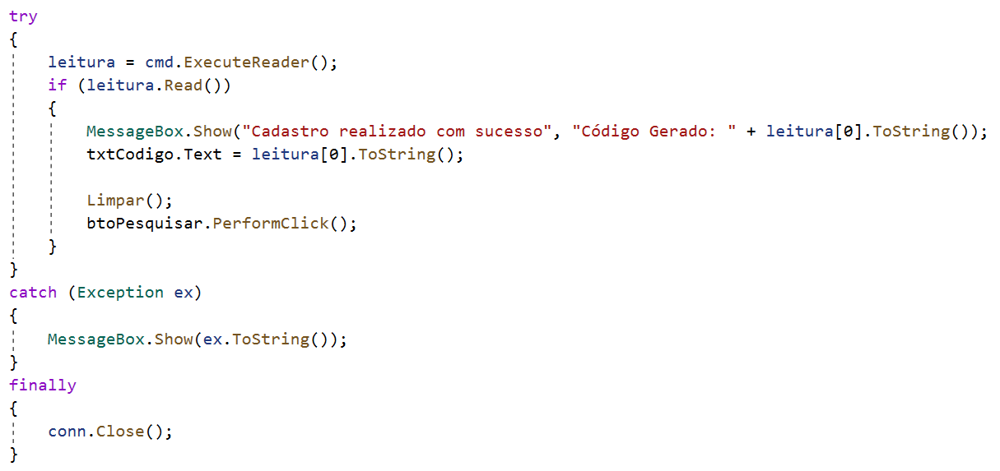 try
{
    leitura = cmd.ExecuteReader();
    if (leitura.Read())
    {
        MessageBox.Show("Cadastro realizado com sucesso", "Código Gerado: " + leitura[0].ToString());
        txtCodigo.Text = leitura[0].ToString();

        Limpar();
        btoPesquisar.PerformClick();
    }
}
catch (Exception ex)
{
    MessageBox.Show(ex.ToString());
}
finally
{
    conn.Close();
}